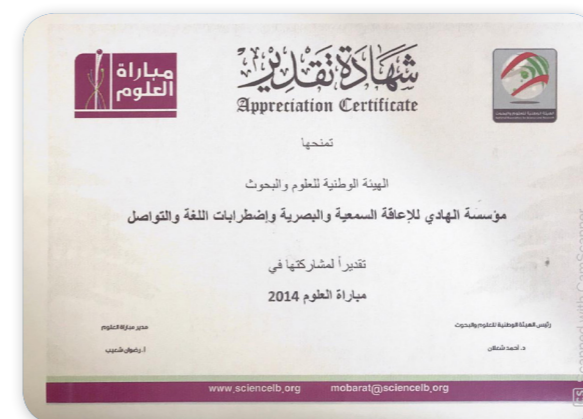 مباراة العلوم
شهادة تقدير
Appreciation Certificate
تمنحها
الهيئة الوطنية للعلوم والبحوث
مؤسسة الهادي للإعاقة السمعية والبصرية وإضطرابات اللغة والتواصل
تقديراً لمشاركتها في
مباراة العلوم 2014
رئيس الهيئة الوطنية للعلوم والبحوث
مدير مباراة العلوم
د. أحمد شعلان
أ. رضوان شعيب
www.sciencelb.org mobarat@sciencelb.org